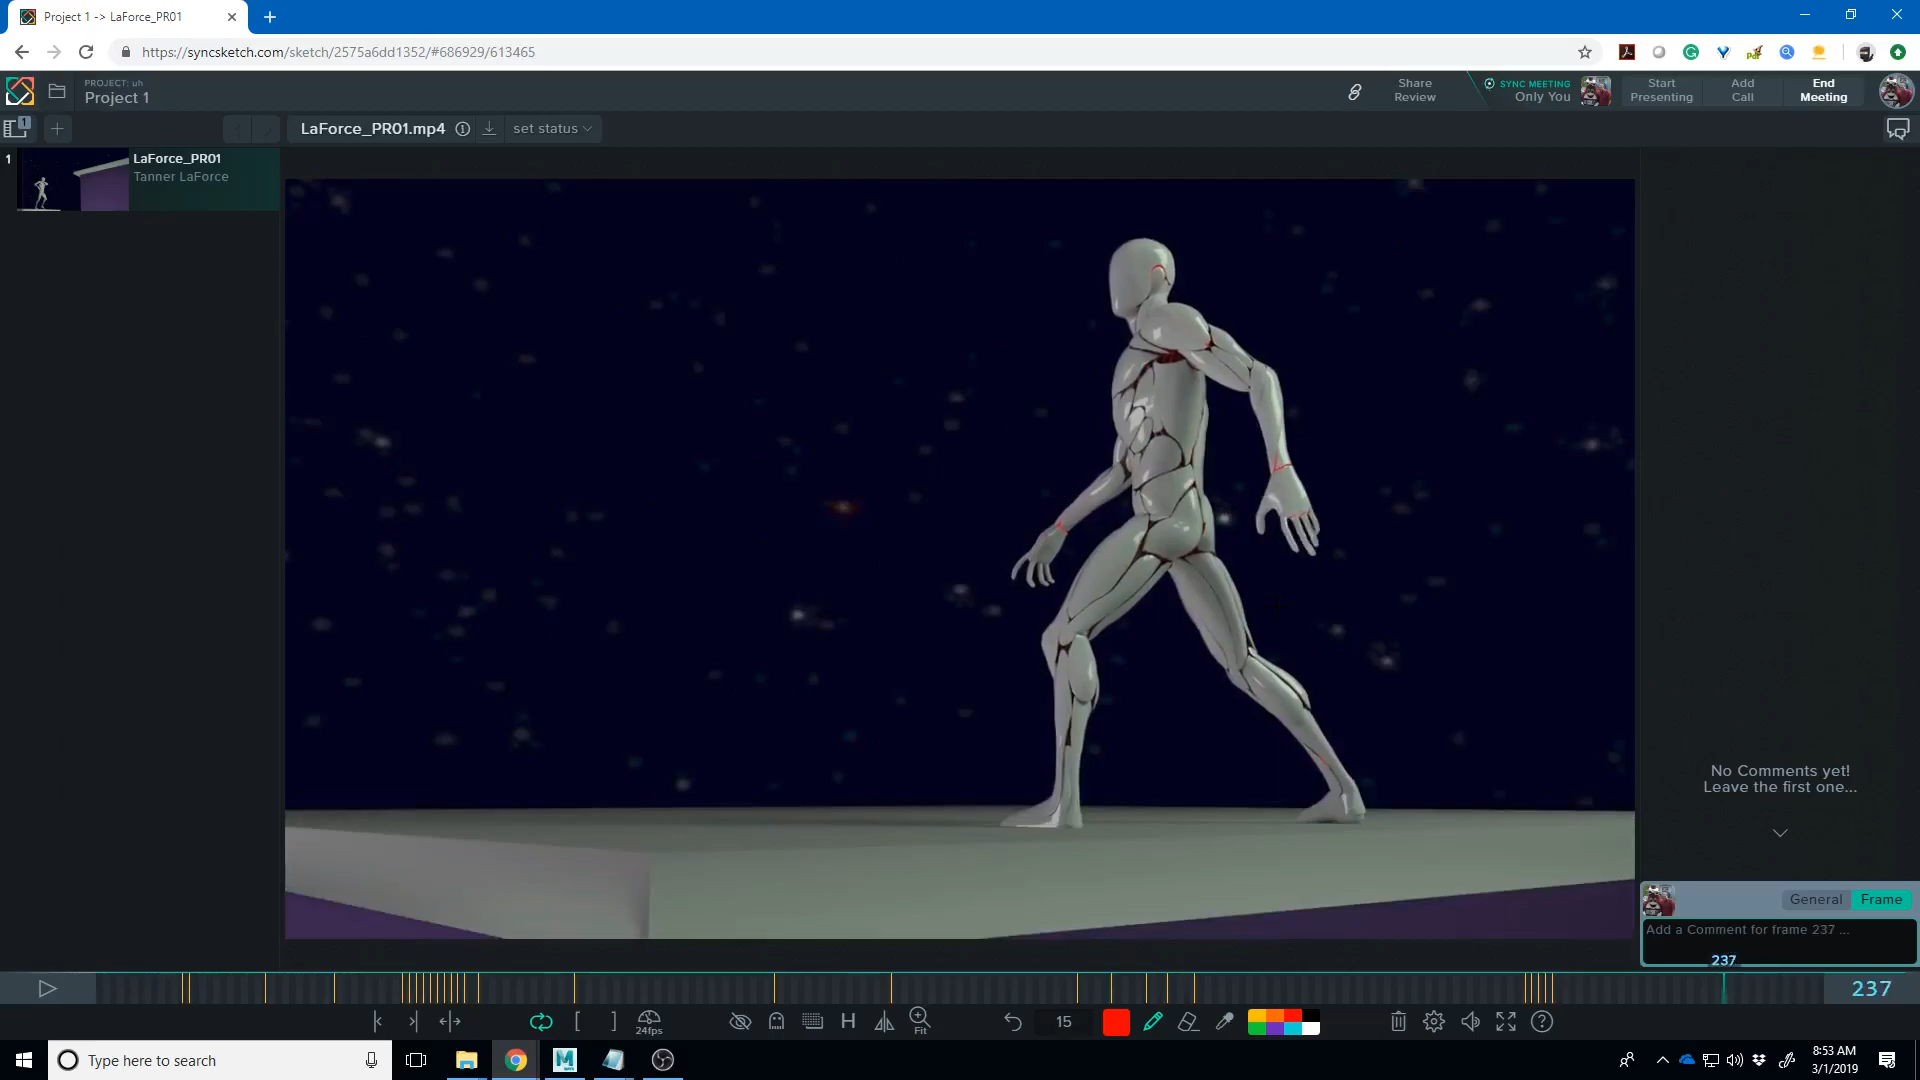 Project 1 -> LaForce_PR01
https://syncsketch.com/sketch/2575a6dd1352/#686929/613465
PROJECT: uh
Project 1
Share
Review
SYNC MEETING
Only You
Start
Presenting
Add
Call
End
Meeting
1
LaForce_PR01.mp4
set status
1
LaForce_PR01
Tanner LaForce
No Comments yet!
Leave the first one...
General
Frame
Add a Comment for frame 237 ...
237
237
24fps
H
Fit
15
Type here to search
8:53 AM
3/1/2019